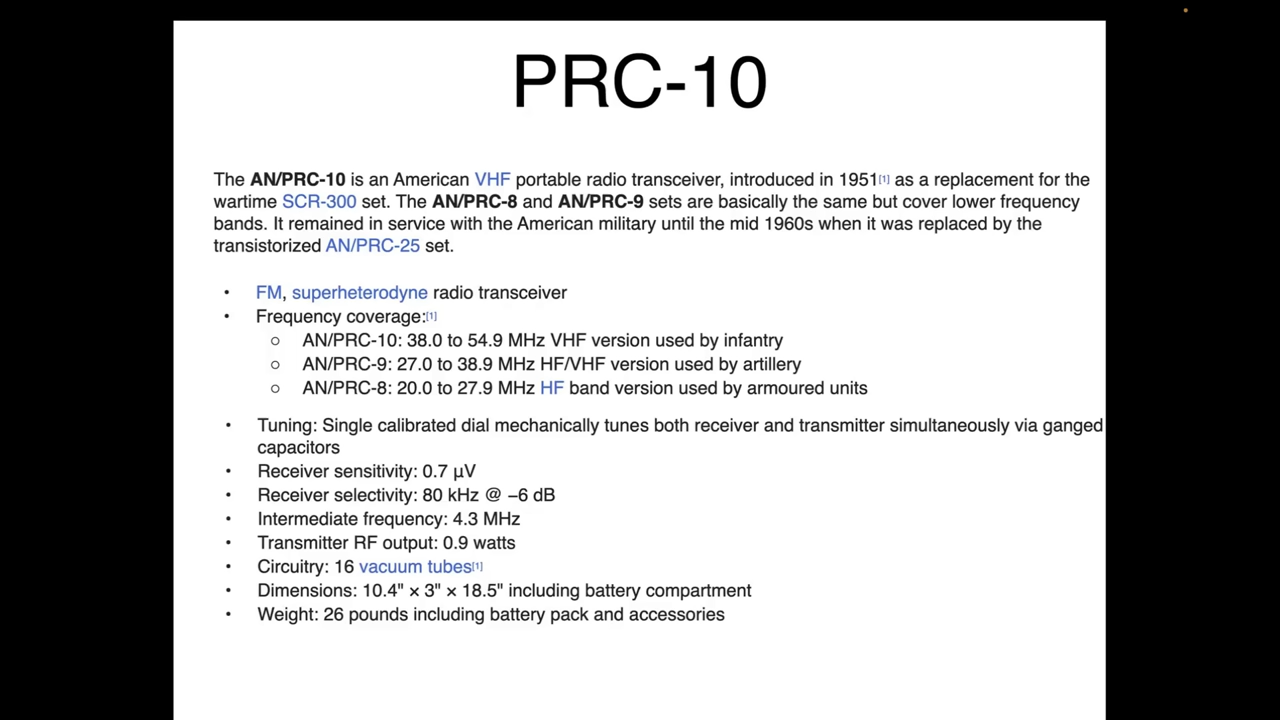 PRC-10
The AN/PRC-10 is an American VHF portable radio transceiver, introduced in 1951[1] as a replacement for the
wartime SCR-300 set. The AN/PRC-8 and AN/PRC-9 sets are basically the same but cover lower frequency
bands. It remained in service with the American military until the mid 1960s when it was replaced by the
transistorized AN/PRC-25 set.
• FM, superheterodyne radio transceiver
• Frequency coverage:[1]
○ AN/PRC-10: 38.0 to 54.9 MHz VHF version used by infantry
○ AN/PRC-9: 27.0 to 38.9 MHz HF/VHF version used by artillery
○ AN/PRC-8: 20.0 to 27.9 MHz HF band version used by armoured units
• Tuning: Single calibrated dial mechanically tunes both receiver and transmitter simultaneously via ganged
capacitors
• Receiver sensitivity: 0.7 µV
• Receiver selectivity: 80 kHz @ −6 dB
• Intermediate frequency: 4.3 MHz
• Transmitter RF output: 0.9 watts
• Circuitry: 16 vacuum tubes[1]
• Dimensions: 10.4" × 3" × 18.5" including battery compartment
• Weight: 26 pounds including battery pack and accessories